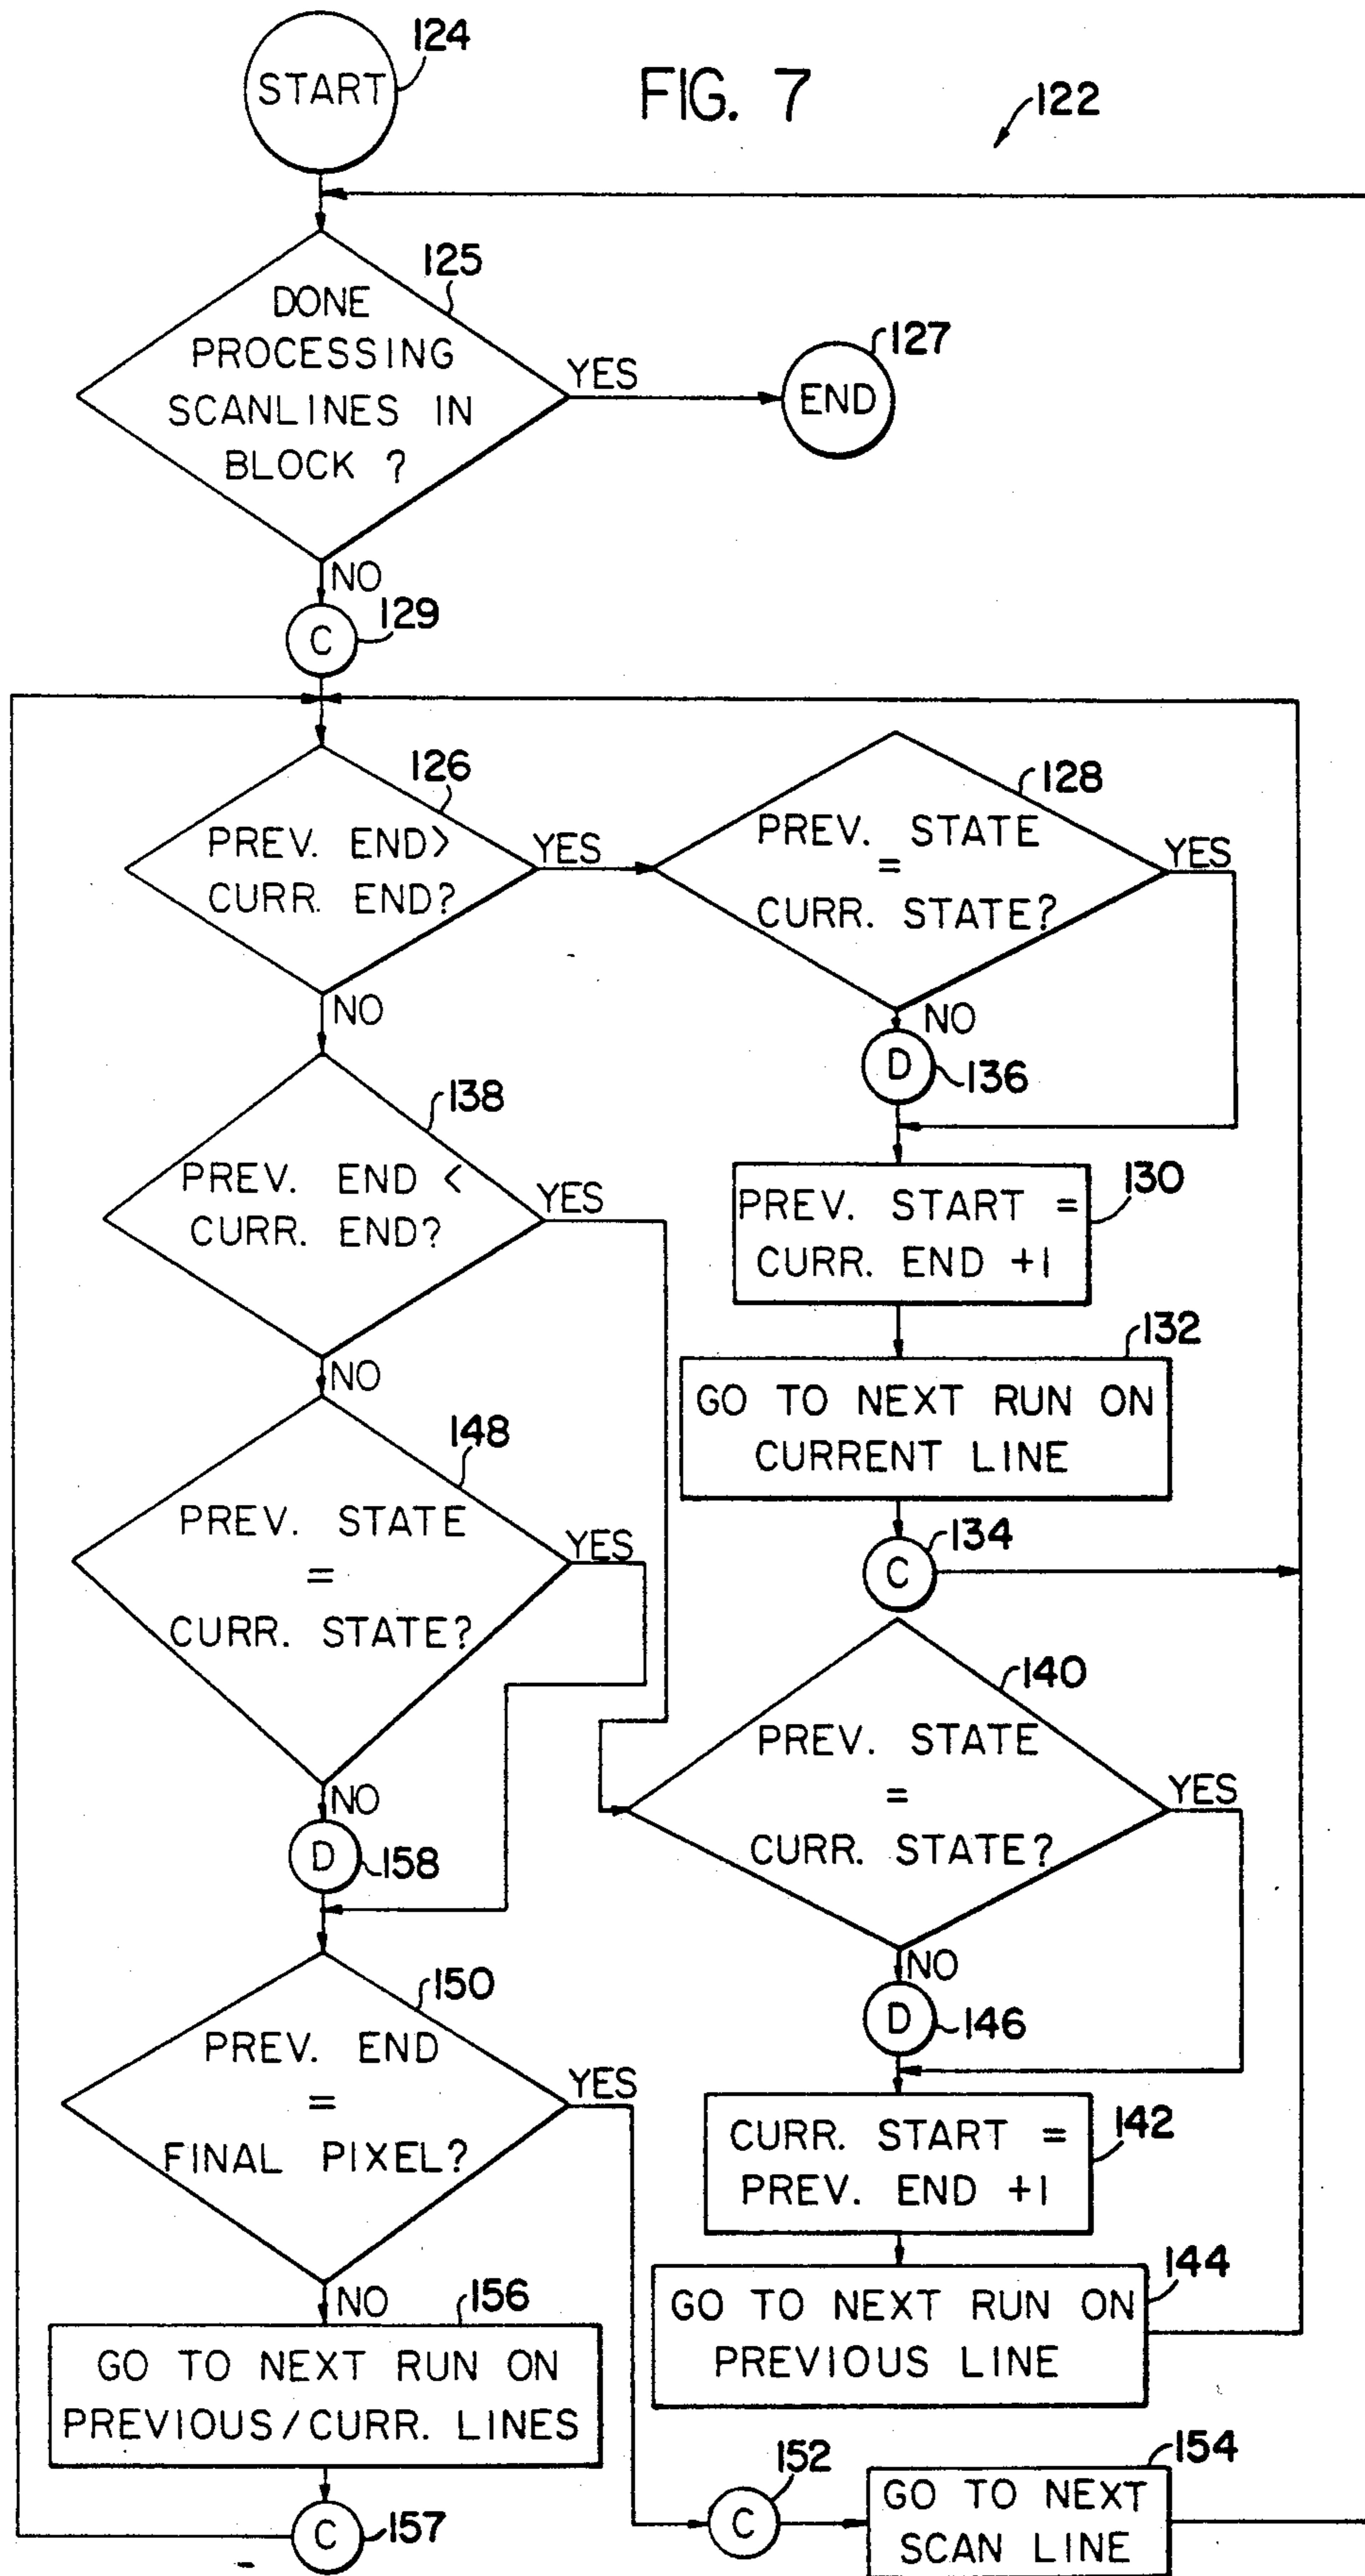 124
START
FIG. 7
122
125
DONE
PROCESSING
SCANLINES IN
BLOCK ?
YES
127
END
NO
C
129
126
PREV. END>
CURR. END?
YES
128
PREV. STATE
=
CURR. STATE?
YES
NO
NO
D
136
138
PREV. END <
CURR. END?
YES
130
PREV. START =
CURR. END +1
132
GO TO NEXT RUN ON
CURRENT LINE
NO
148
PREV. STATE
=
CURR. STATE?
YES
134
C
140
PREV. STATE
=
CURR. STATE?
YES
NO
D
158
NO
D
146
150
PREV. END
=
FINAL PIXEL?
YES
142
CURR. START =
PREV. END +1
144
GO TO NEXT RUN ON
PREVIOUS LINE
NO
156
GO TO NEXT RUN ON
PREVIOUS/CURR. LINES
C
157
152
C
154
GO TO NEXT
SCAN LINE